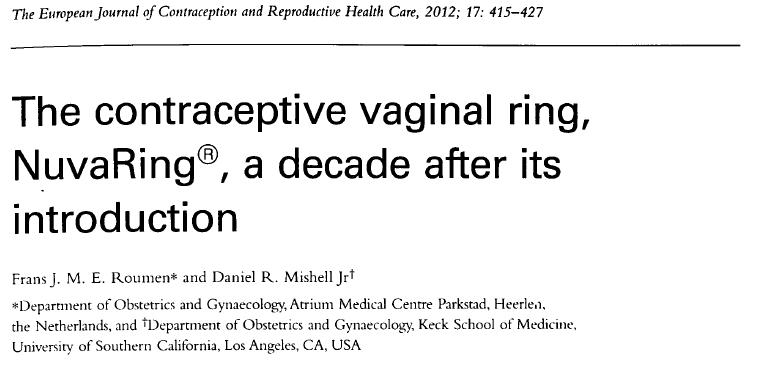 The European Journal of Contraception and Reproductive Health Care, 2012; 17: 415–427
The contraceptive vaginal ring,
NuvaRing®, a decade after its
introduction
Frans J. M. E. Roumen* and Daniel R. Mishell Jr†
*Department of Obstetrics and Gynaecology, Atrium Medical Centre Parkstad, Heerlen,
the Netherlands, and †Department of Obstetrics and Gynaecology, Keck School of Medicine,
University of Southern California, Los Angeles, CA, USA